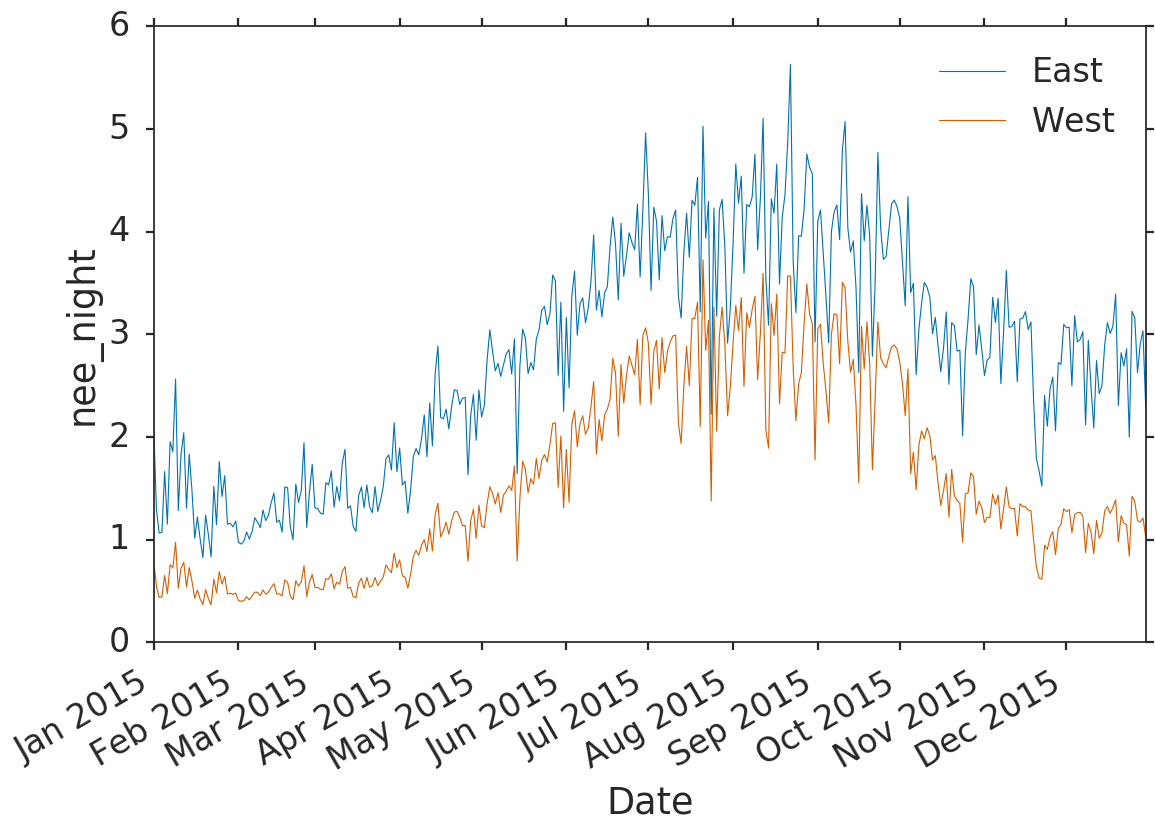 6
5
4
3
2
1
0
nee_night
East
West
Jan 2015
Feb 2015
Mar 2015
Apr 2015
May 2015
Jun 2015
Jul 2015
Aug 2015
Sep 2015
Oct 2015
Nov 2015
Dec 2015
Date